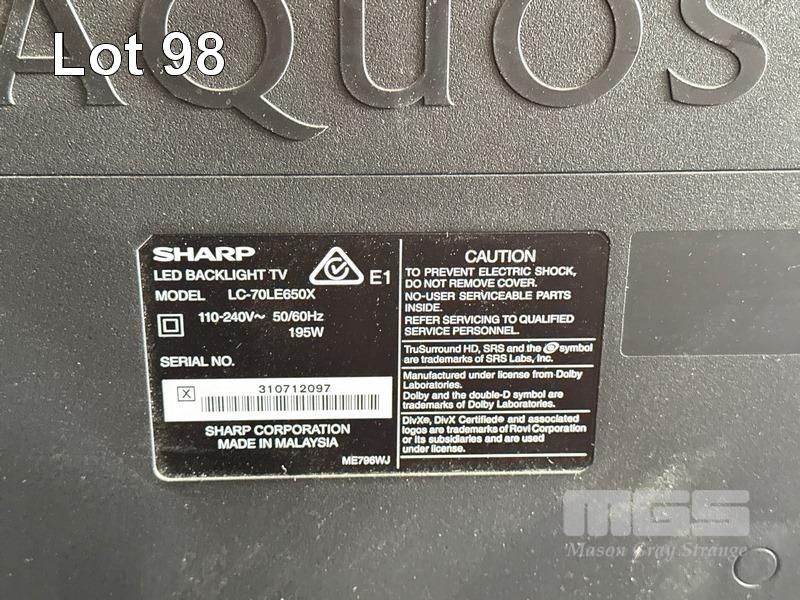 AQUOS
Lot 98
SHARP
LED BACKLIGHT TV
E1
MODEL LC-70LE650X
110-240V~ 50/60Hz
195W
SERIAL NO.
X 310712097
SHARP CORPORATION
MADE IN MALAYSIA
ME796WJ
CAUTION
TO PREVENT ELECTRIC SHOCK,
DO NOT REMOVE COVER.
NO-USER SERVICEABLE PARTS
INSIDE.
REFER SERVICING TO QUALIFIED
SERVICE PERSONNEL.
TruSurround HD, SRS and the symbol
are trademarks of SRS Labs, Inc.
Manufactured under license from Dolby
Laboratories.
Dolby and the double-D symbol are
trademarks of Dolby Laboratories.
DivX®, DivX Certified® and associated
logos are trademarks of Rovi Corporation
or its subsidiaries and are used
under license.
MGS
Mason Gray Strange